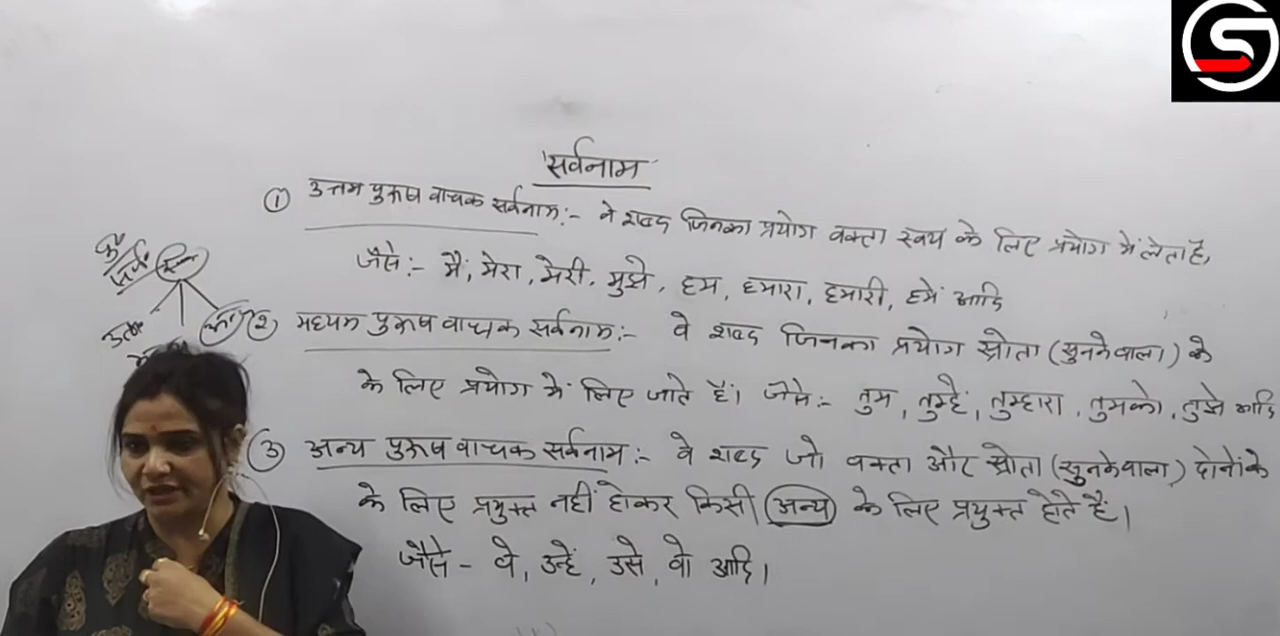 सर्वनाम
① उत्तम पुरूष वाचक सर्वनाम:- वे शब्द जिनका प्रयोग वक्ता स्वय के लिए प्रयोग में लेता है,
जैसे:- मैं, मेरा, मेरी, मुझे, हम, हमारा, हमारी, हमें आदि
② मध्यम पुरूष वाचक सर्वनाम:- वे शब्द जिनका प्रयोग श्रोता (सुननेवाला) के
के लिए प्रयोग में लिए जाते हैं। जैसे:- तुम, तुम्हें, तुम्हारा, तुमको, तुझे आदि
③ अन्य पुरूष वाचक सर्वनाम:- वे शब्द जो वक्ता और श्रोता (सुननेवाला) दोनों के
के लिए प्रयुक्त नहीं होकर किसी अन्य के लिए प्रयुक्त होते हैं।
जैसे - वे, उन्हें, उसे, वो आदि।